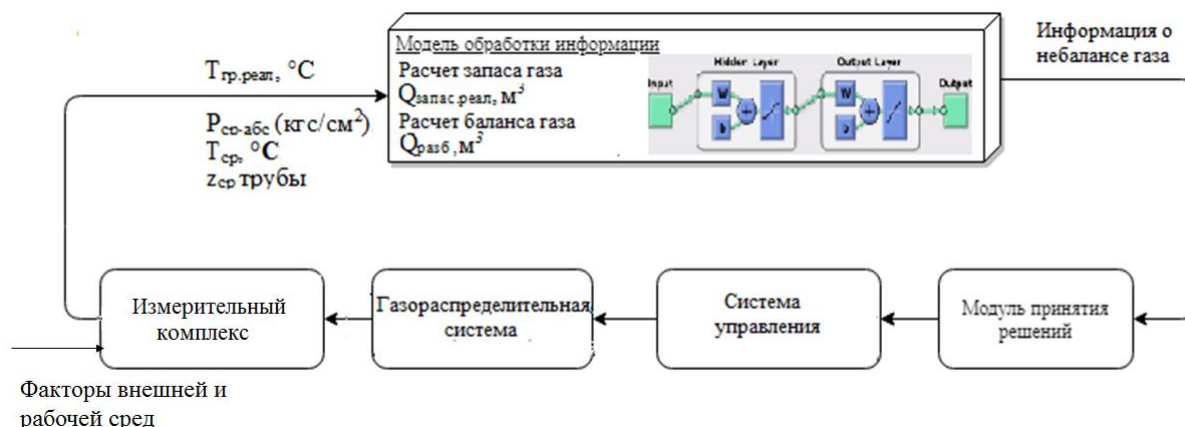 Модель обработки информации
Расчет запаса газа
Qзапас.реал, м³
Расчет баланса газа
Qразб, м³
Hidden Layer
Output Layer
Input
W
b
W
b
Output
Tгр.реал, °C
Pср-абс (кгс/см²)
Tср, °C
zср трубы
Информация о
небалансе газа
Измерительный
комплекс
Газораспределительная
система
Система
управления
Модуль принятия
решений
Факторы внешней и
рабочей сред